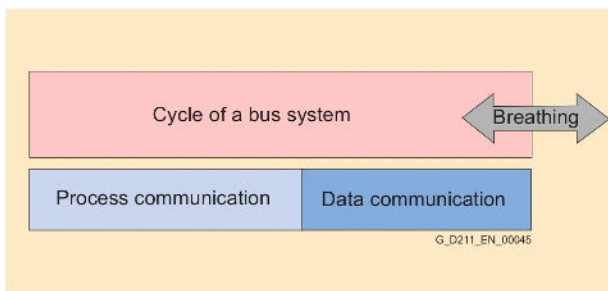 Cycle of a bus system
Breathing
Process communication
Data communication
G_D211_EN_00045